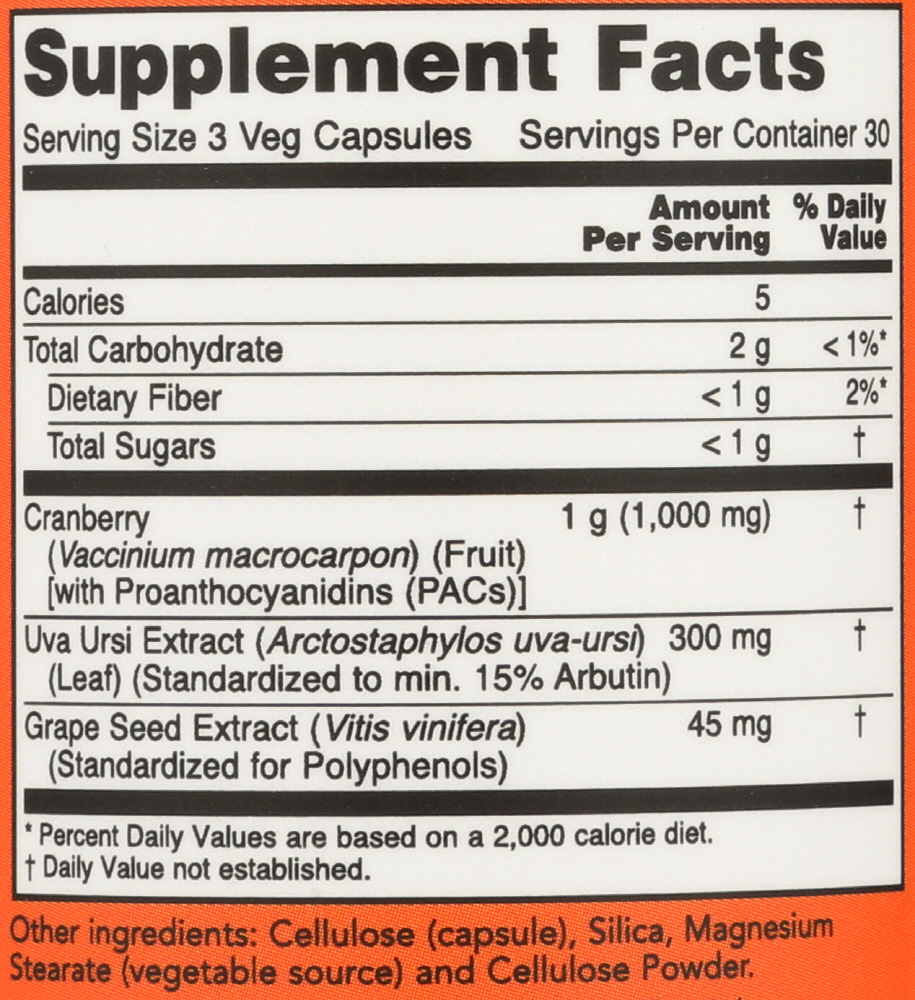 Supplement Facts
Serving Size 3 Veg Capsules Servings Per Container 30
Amount % Daily
Per Serving Value
Calories 5
Total Carbohydrate 2 g < 1%*
Dietary Fiber < 1 g 2%*
Total Sugars < 1 g †
Cranberry 1 g (1,000 mg) †
(Vaccinium macrocarpon) (Fruit)
[with Proanthocyanidins (PACs)]
Uva Ursi Extract (Arctostaphylos uva-ursi) 300 mg †
(Leaf) (Standardized to min. 15% Arbutin)
Grape Seed Extract (Vitis vinifera) 45 mg †
(Standardized for Polyphenols)
* Percent Daily Values are based on a 2,000 calorie diet.
† Daily Value not established.
Other ingredients: Cellulose (capsule), Silica, Magnesium
Stearate (vegetable source) and Cellulose Powder.